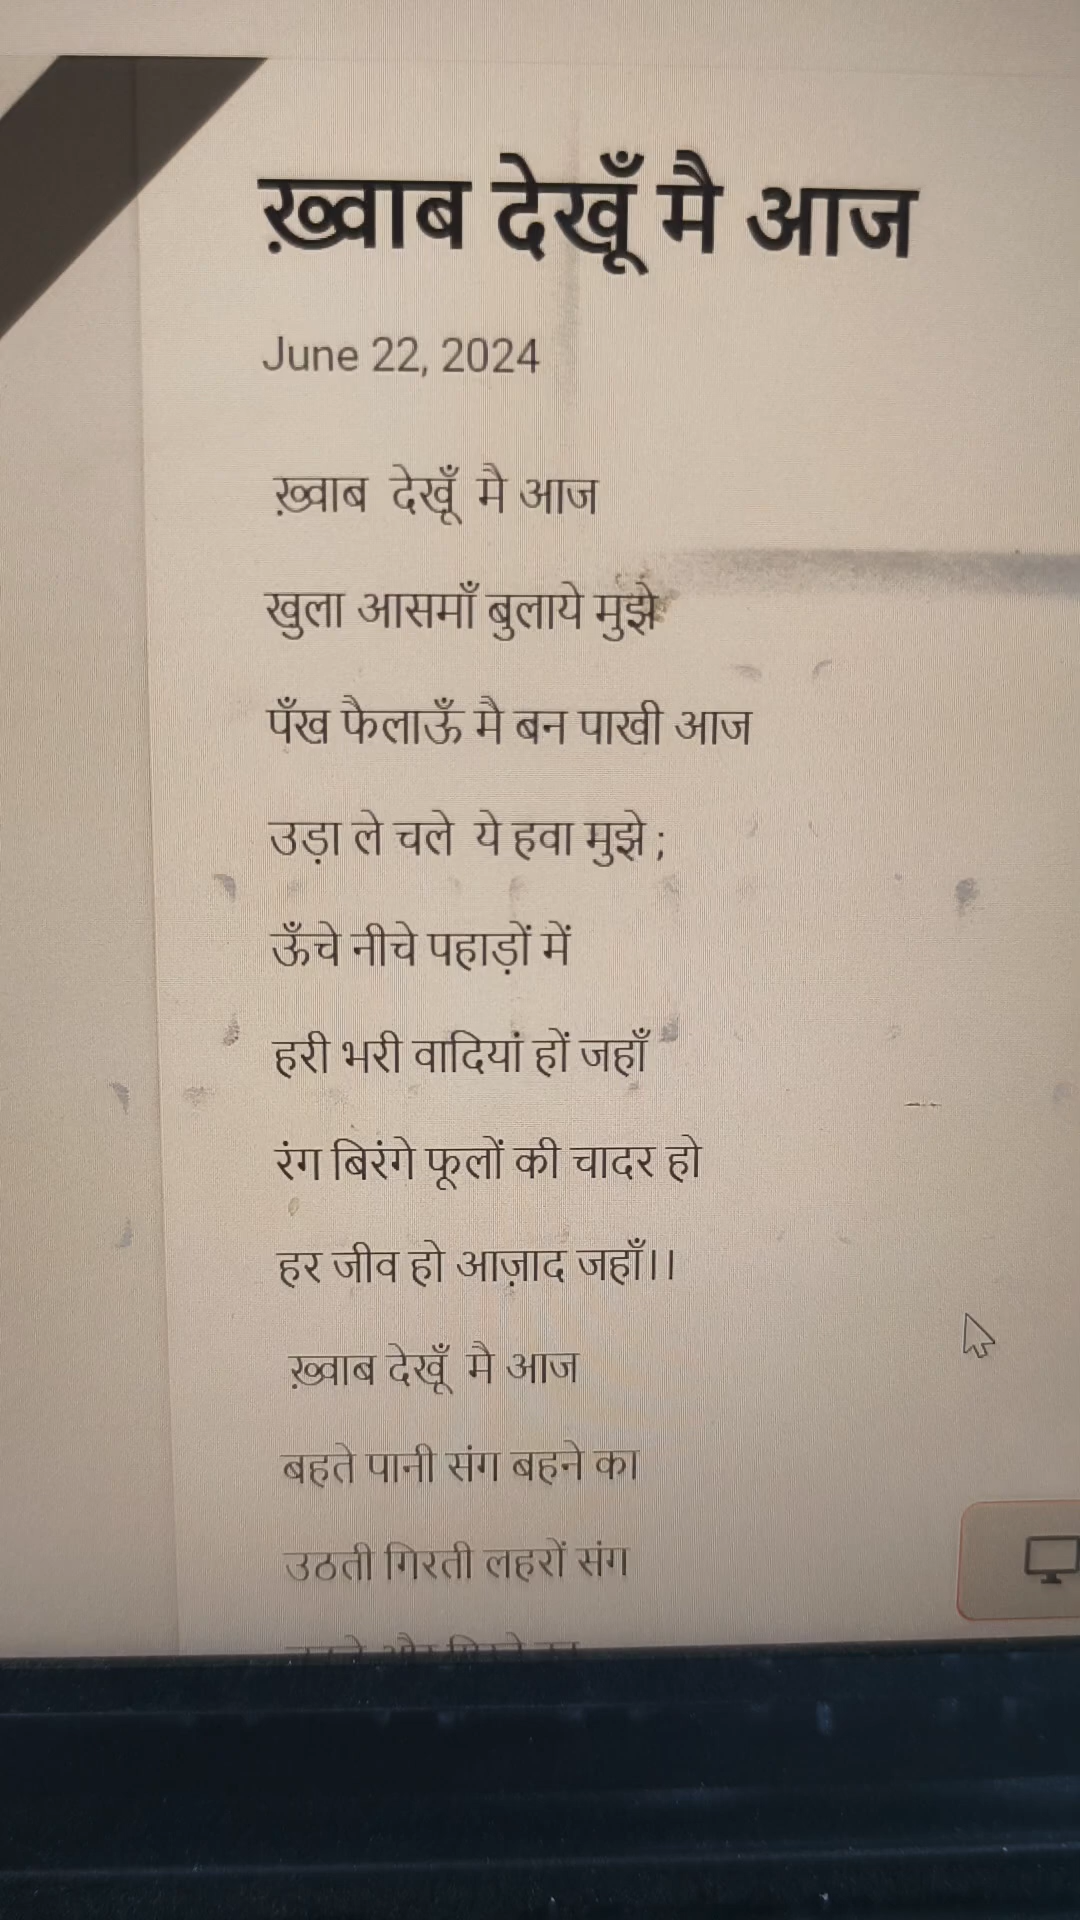 ख़्वाब देखूँ मै आज
June 22, 2024
ख़्वाब देखूँ मै आज
खुला आसमाँ बुलाये मुझे
पँख फैलाऊँ मै बन पाखी आज
उड़ा ले चले ये हवा मुझे ;
ऊँचे नीचे पहाड़ों में
हरी भरी वादियां हों जहाँ
रंग बिरंगे फूलों की चादर हो
हर जीव हो आज़ाद जहाँ।।
ख़्वाब देखूँ मै आज
बहते पानी संग बहने का
उठती गिरती लहरों संग